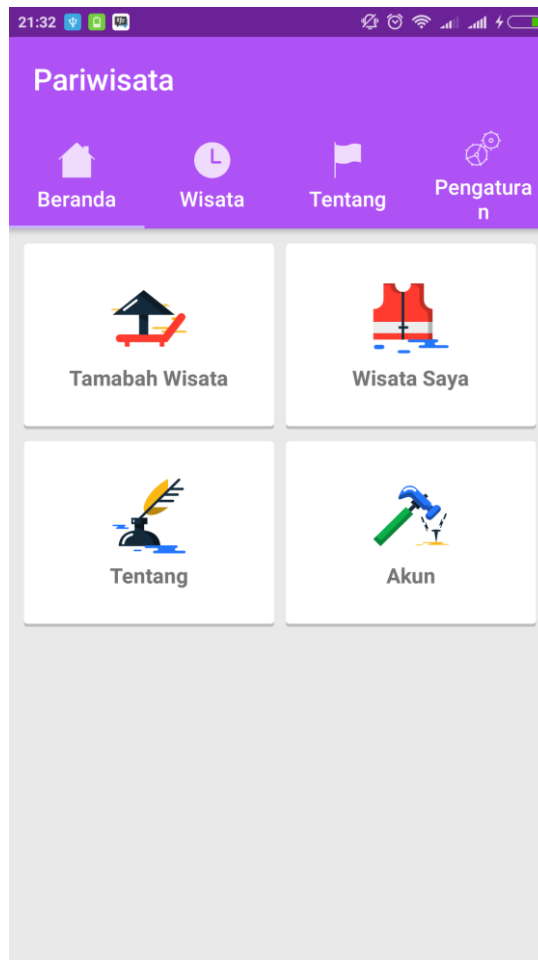 21:32
Pariwisata
Beranda
Wisata
Tentang
Pengatura
n
Tamabah Wisata
Wisata Saya
Tentang
Akun